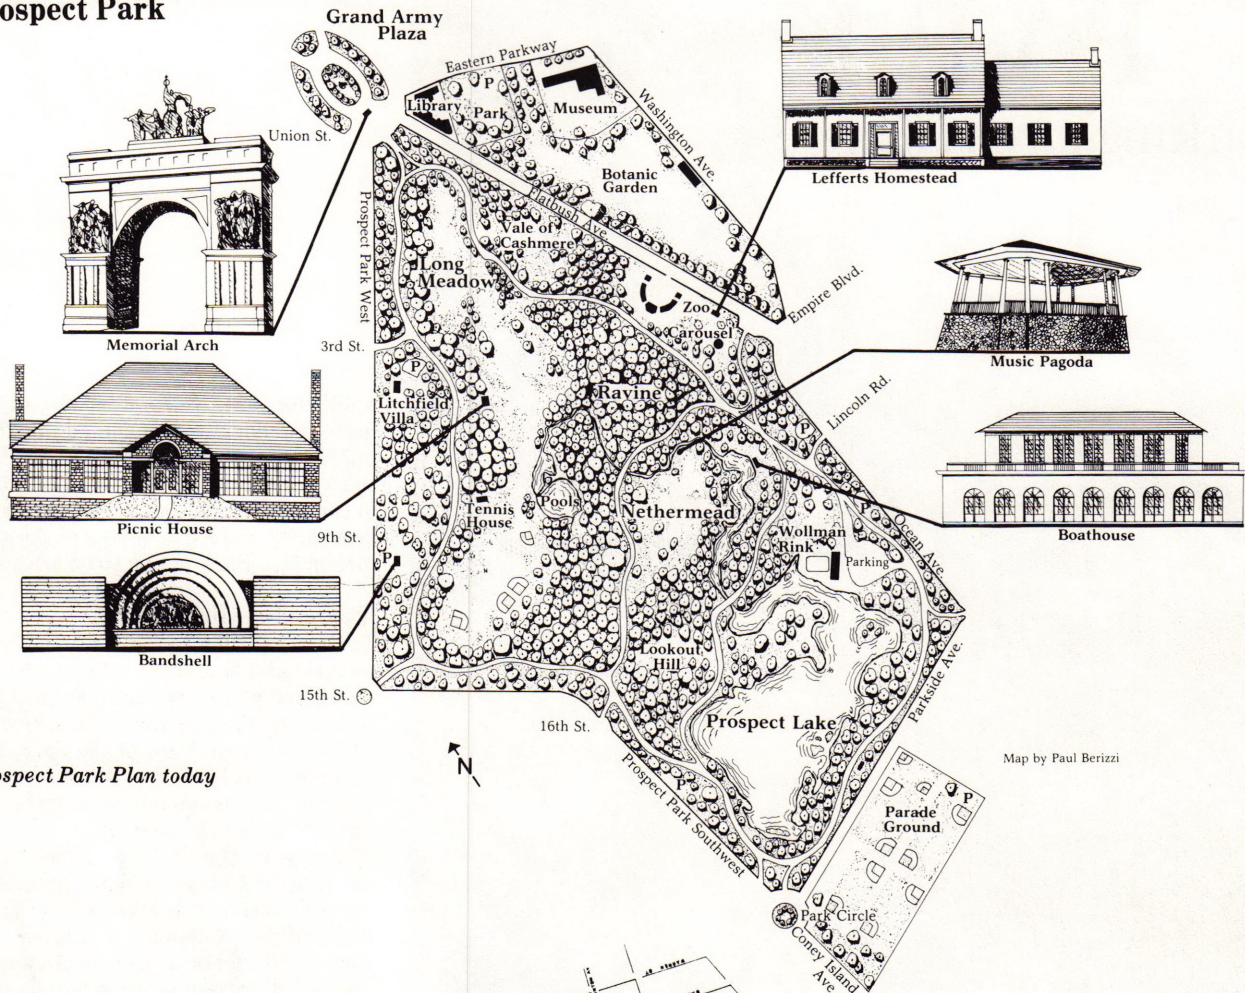 ospect Park
Grand Army
Plaza
Eastern Parkway
Washington Ave.
Library
P
Park
Museum
Union St.
Botanic
Garden
Flatbush Ave.
Prospect Park West
Vale of
Cashmere
Long
Meadow
Empire Blvd.
Zoo
Carousel
Lefferts Homestead
Memorial Arch
3rd St.
P
Litchfield
Villa
Ravine
Music Pagoda
Lincoln Rd.
P
Picnic House
Tennis
House
Pools
Nethermead
Wollman
Rink
Parking
P
Ocean Ave.
Boathouse
9th St.
P
Bandshell
Lookout
Hill
15th St.
16th St.
Prospect Lake
Parkside Ave.
N
ospect Park Plan today
Map by Paul Berizzi
P
Prospect Park Southwest
Parade
Ground
P
Park Circle
Coney Island
Ave